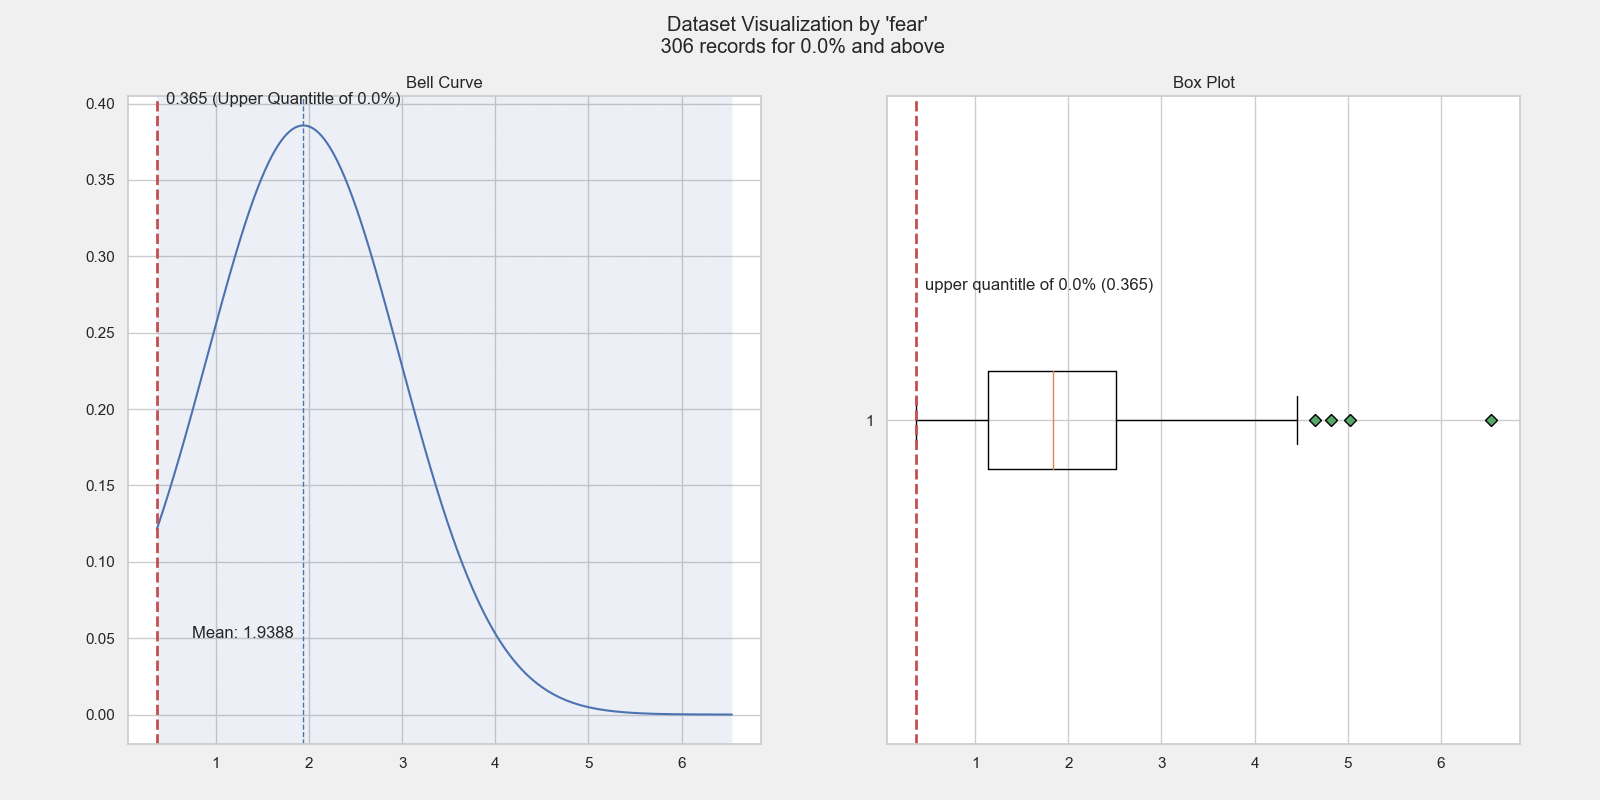 Dataset Visualization by 'fear'
306 records for 0.0% and above
Bell Curve
0.365 (Upper Quantitle of 0.0%)
0.40
0.35
0.30
0.25
0.20
0.15
0.10
0.05
0.00
Mean: 1.9388
1 2 3 4 5 6
Box Plot
upper quantitle of 0.0% (0.365)
1
1 2 3 4 5 6